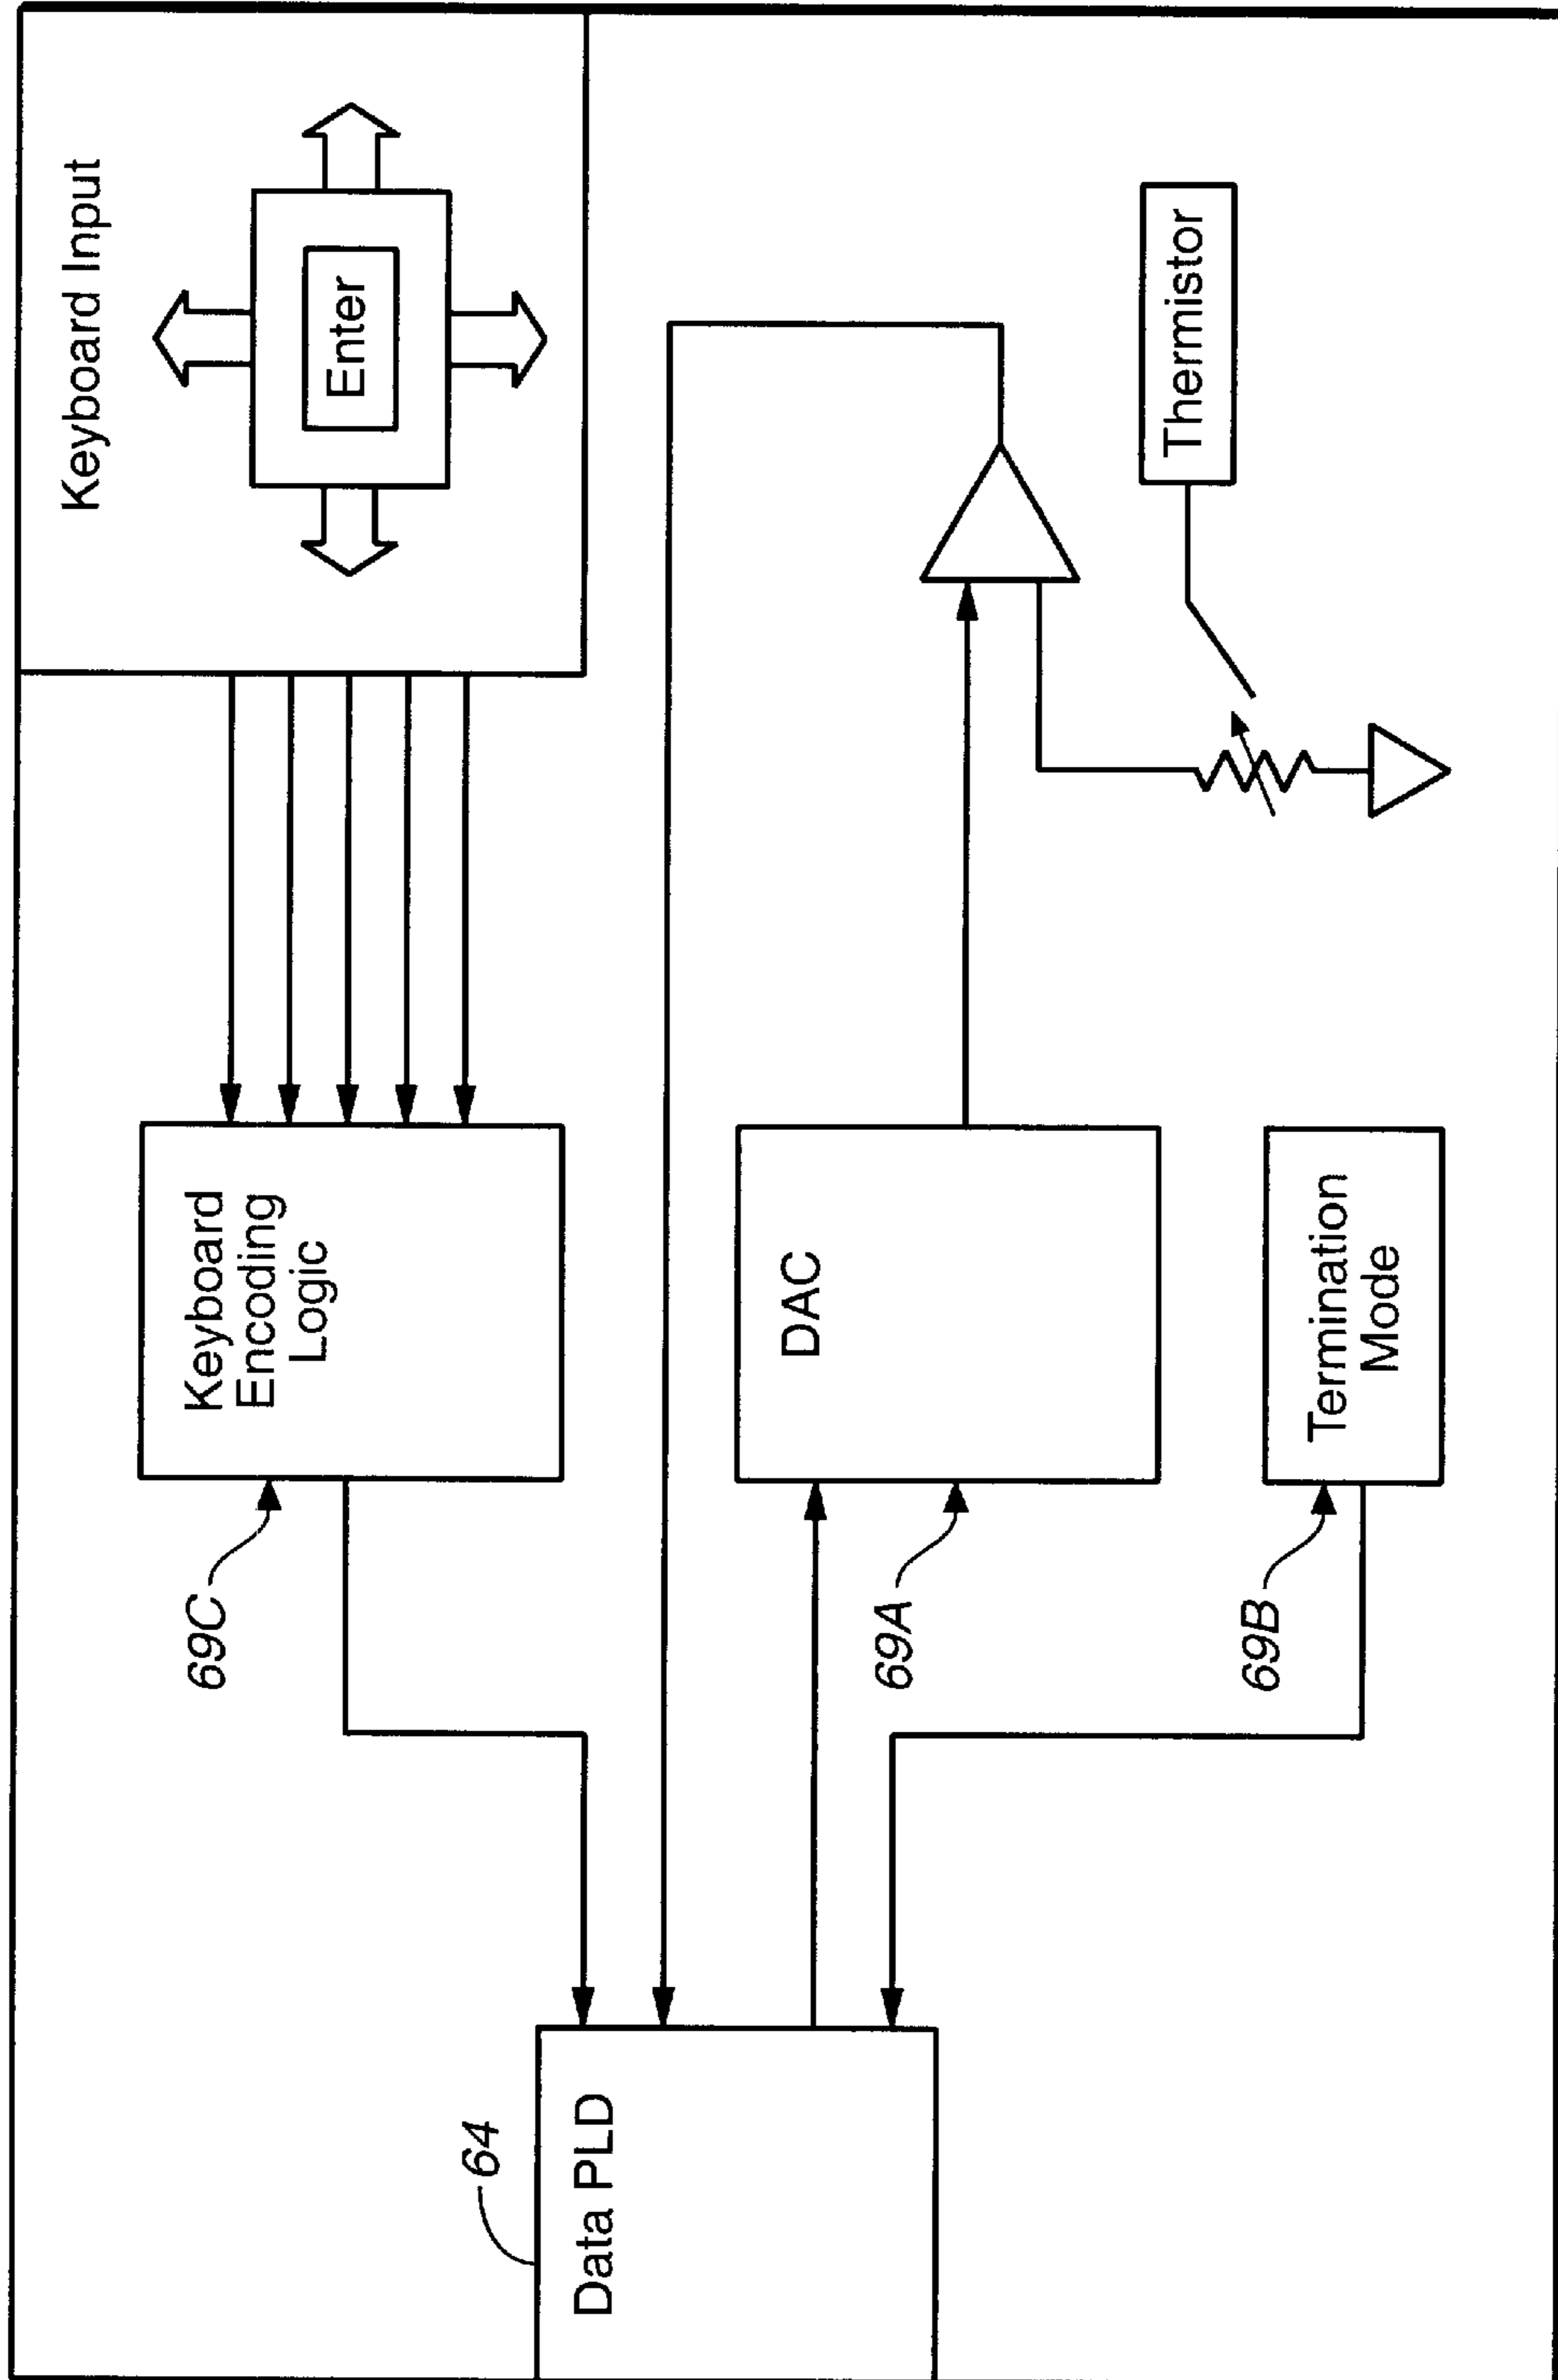 Keyboard Input
Enter
Keyboard
Encoding
Logic
69C
64
Data PLD
DAC
69A
Thermistor
Termination
Mode
69B